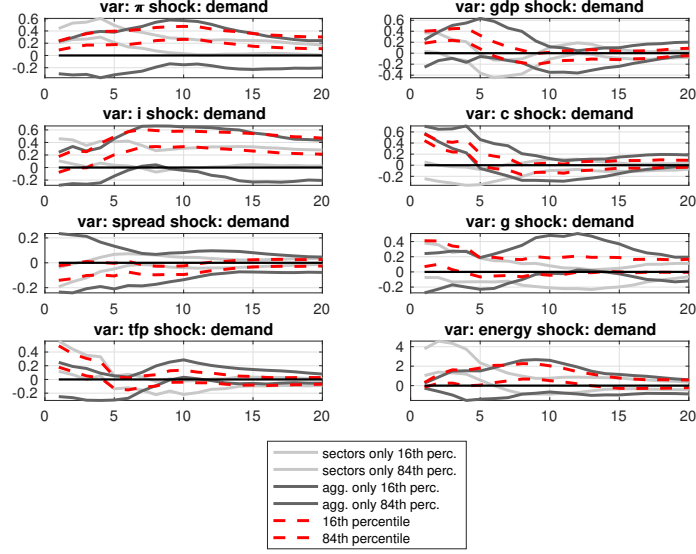 var: π shock: demand
0.6
0.4
0.2
0
-0.2
0 5 10 15 20
var: gdp shock: demand
0.6
0.4
0.2
0
-0.2
-0.4
0 5 10 15 20
var: i shock: demand
0.6
0.4
0.2
0
-0.2
0 5 10 15 20
var: c shock: demand
0.6
0.4
0.2
0
-0.2
0 5 10 15 20
var: spread shock: demand
0.2
0
-0.2
0 5 10 15 20
var: g shock: demand
0.4
0.2
0
-0.2
0 5 10 15 20
var: tfp shock: demand
0.4
0.2
0
-0.2
0 5 10 15 20
var: energy shock: demand
4
2
0
0 5 10 15 20
sectors only 16th perc.
sectors only 84th perc.
agg. only 16th perc.
agg. only 84th perc.
16th percentile
84th percentile